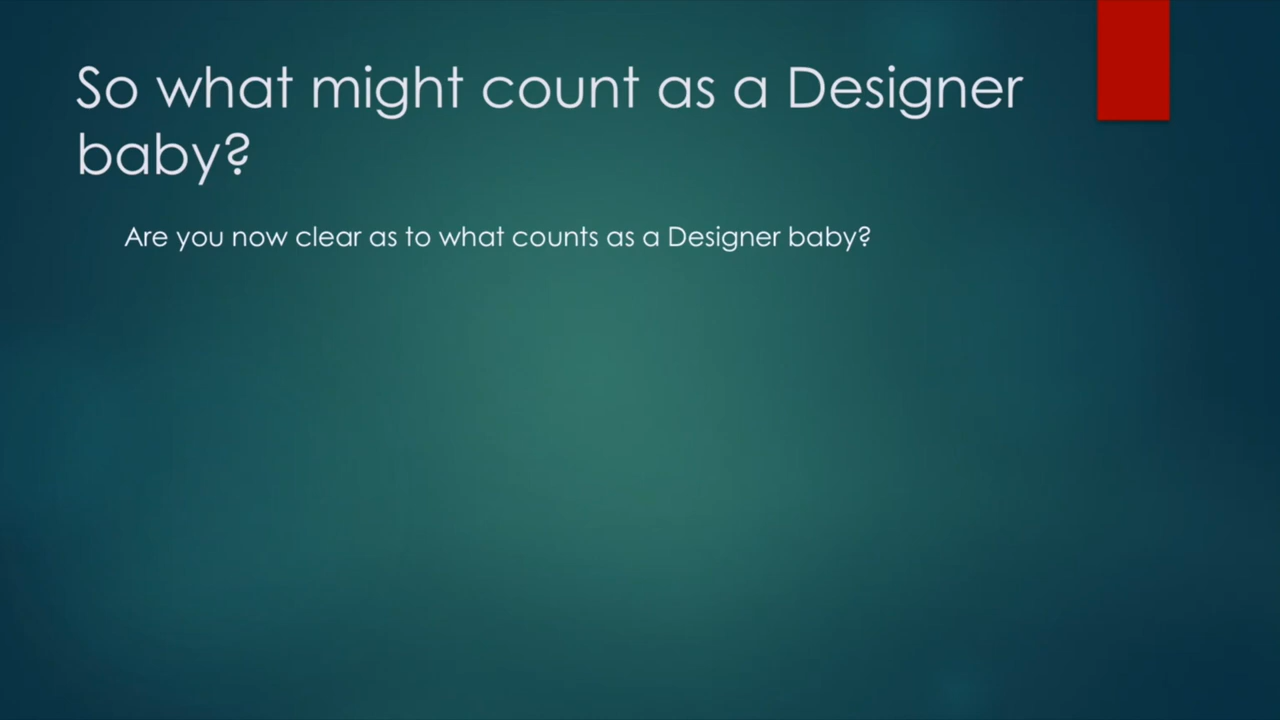 So what might count as a Designer
baby?
Are you now clear as to what counts as a Designer baby?